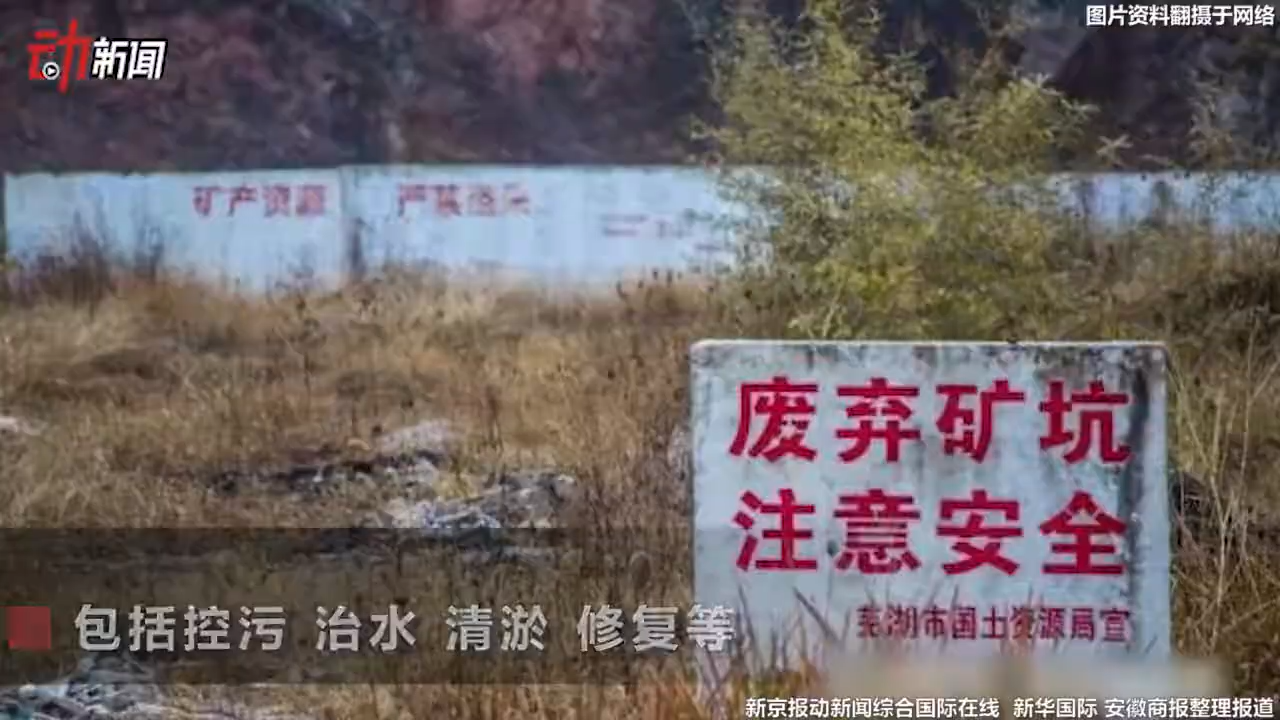 图片资料翻摄于网络
动新闻
矿产资源 严禁
废弃矿坑
注意安全
芜湖市国土资源局宣
包括控污 治水 清淤 修复等
新京报动新闻综合国际在线 新华国际 安徽商报整理报道